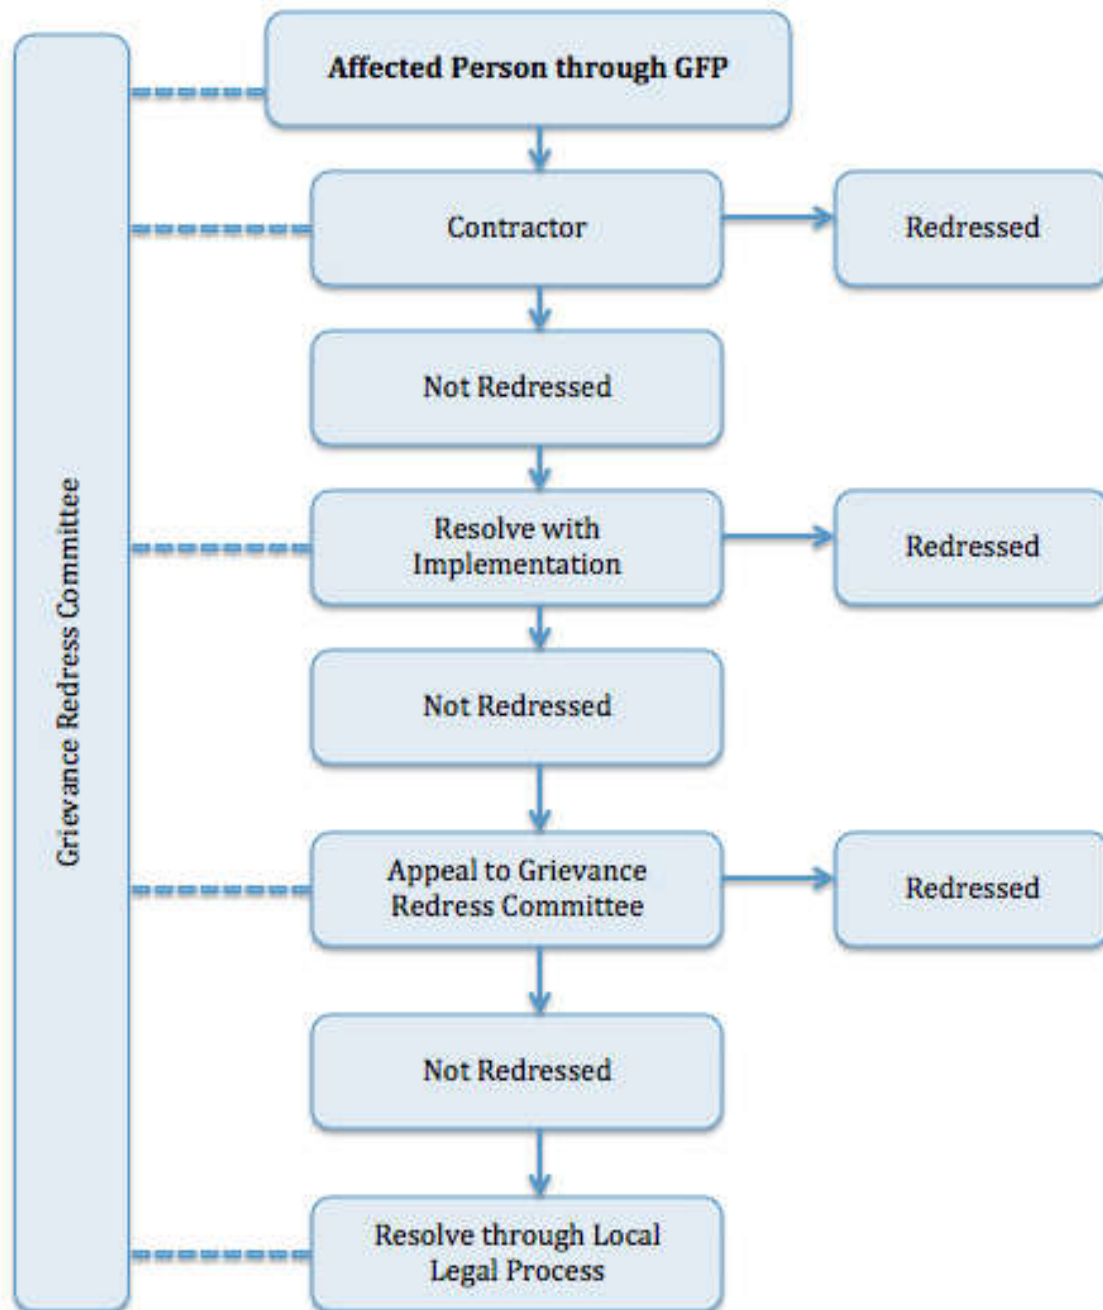 Affected Person through GFP
Contractor
Redressed
Not Redressed
Resolve with
Implementation
Redressed
Not Redressed
Appeal to Grievance
Redress Committee
Redressed
Not Redressed
Resolve through Local
Legal Process
Grievance Redress Committee